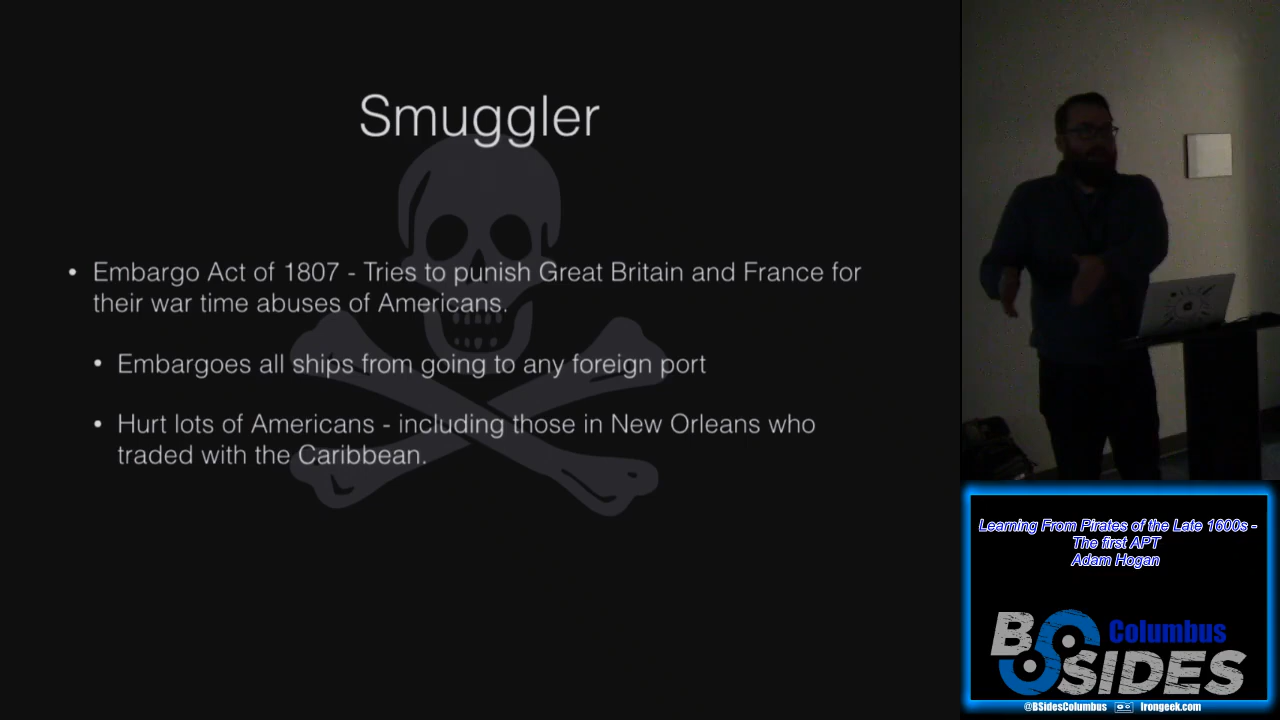 Smuggler
• Embargo Act of 1807 - Tries to punish Great Britain and France for
their war time abuses of Americans.
• Embargoes all ships from going to any foreign port
• Hurt lots of Americans - including those in New Orleans who
traded with the Caribbean.
Learning From Pirates of the Late 1600s -
The first APT
Adam Hogan
BSIDES
Columbus
@BSidesColumbus
Irongeek.com